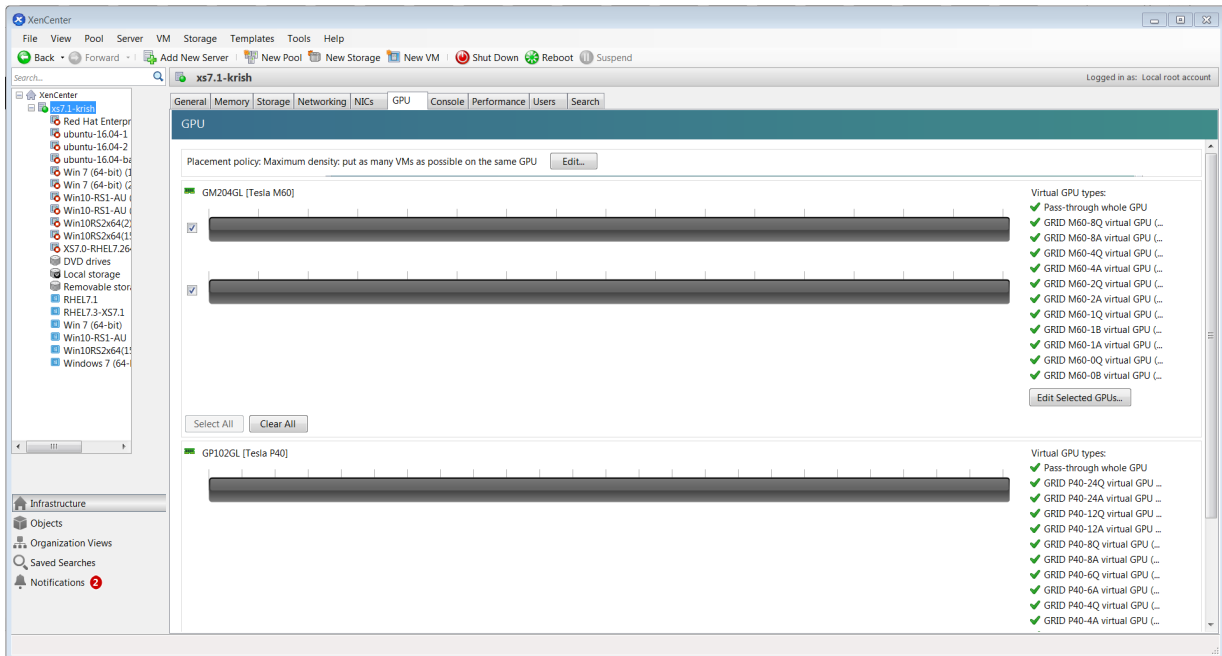 XenCenter
File View Pool Server VM Storage Templates Tools Help
Back Forward Add New Server New Pool New Storage New VM Shut Down Reboot Suspend
Search...
xs7.1-krish
Logged in as: Local root account
XenCenter
xs7.1-krish
Red Hat Enterpr
ubuntu-16.04-1
ubuntu-16.04-2
ubuntu-16.04-ba
Win 7 (64-bit) (1
Win 7 (64-bit) (2
Win10-RS1-AU (
Win10-RS1-AU (
Win10RS2x64(2)
Win10RS2x64(15
XS7.0-RHEL7.264
DVD drives
Local storage
Removable stora
RHEL7.1
RHEL7.3-XS7.1
Win 7 (64-bit)
Win10-RS1-AU
Win10RS2x64(15
Windows 7 (64-b
Infrastructure
Objects
Organization Views
Saved Searches
Notifications 2
General Memory Storage Networking NICs GPU Console Performance Users Search
GPU
Placement policy: Maximum density: put as many VMs as possible on the same GPU Edit...
GM204GL [Tesla M60]
Virtual GPU types:
Pass-through whole GPU
GRID M60-8Q virtual GPU (...
GRID M60-8A virtual GPU (...
GRID M60-4Q virtual GPU (...
GRID M60-4A virtual GPU (...
GRID M60-2Q virtual GPU (...
GRID M60-2A virtual GPU (...
GRID M60-1Q virtual GPU (...
GRID M60-1B virtual GPU (...
GRID M60-1A virtual GPU (...
GRID M60-0Q virtual GPU (...
GRID M60-0B virtual GPU (...
Edit Selected GPUs...
Select All Clear All
GP102GL [Tesla P40]
Virtual GPU types:
Pass-through whole GPU
GRID P40-24Q virtual GPU ...
GRID P40-24A virtual GPU ...
GRID P40-12Q virtual GPU ...
GRID P40-12A virtual GPU ...
GRID P40-8Q virtual GPU (...
GRID P40-8A virtual GPU (...
GRID P40-6Q virtual GPU (...
GRID P40-6A virtual GPU (...
GRID P40-4Q virtual GPU (...
GRID P40-4A virtual GPU (...